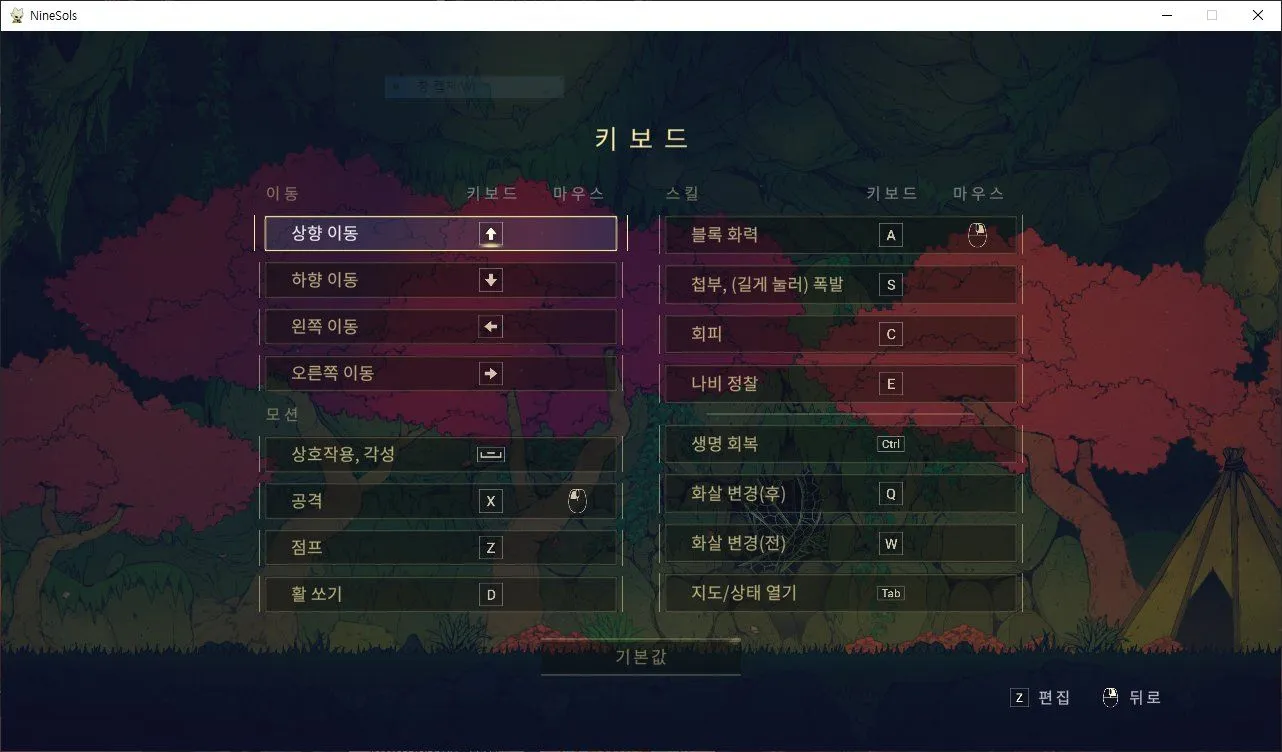 NineSols
키보드
이동 키보드 마우스
상향 이동
하향 이동
왼쪽 이동
오른쪽 이동
모션
상호작용, 각성
공격 X
점프 Z
활 쏘기 D
스킬 키보드 마우스
블록 화력 A
첩부, (길게 눌러) 폭발 S
회피 C
나비 정찰 E
생명 회복 Ctrl
화살 변경(후) Q
화살 변경(전) W
지도/상태 열기 Tab
기본값
Z 편집 뒤로